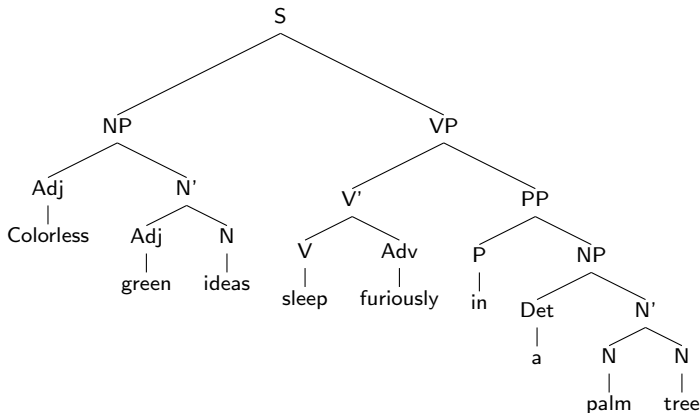 S
NP VP
Adj N' V' PP
Colorless Adj N V Adv P NP
green ideas sleep furiously in Det N'
a N N
palm tree